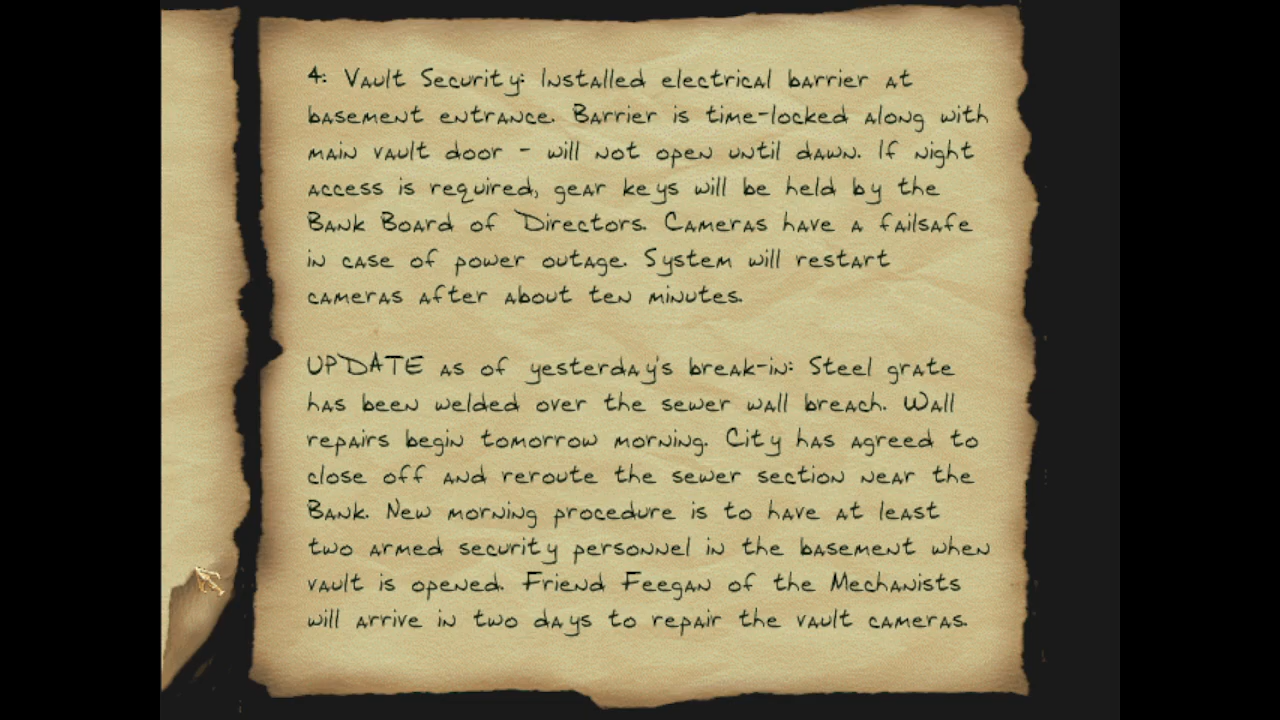 4: Vault Security: Installed electrical barrier at
basement entrance. Barrier is time-locked along with
main vault door - will not open until dawn. If night
access is required, gear keys will be held by the
Bank Board of Directors. Cameras have a failsafe
in case of power outage. System will restart
cameras after about ten minutes.
UPDATE as of yesterday's break-in: Steel grate
has been welded over the sewer wall breach. Wall
repairs begin tomorrow morning. City has agreed to
close off and reroute the sewer section near the
Bank. New morning procedure is to have at least
two armed security personnel in the basement when
vault is opened. Friend Feegan of the Mechanists
will arrive in two days to repair the vault cameras.